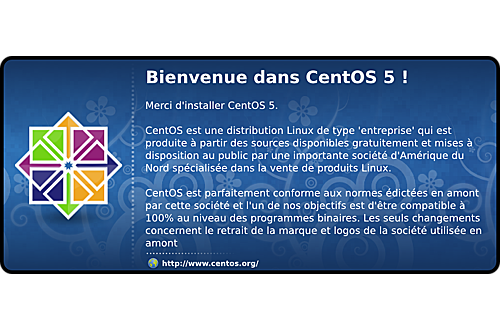 Bienvenue dans CentOS 5 !
Merci d'installer CentOS 5.
CentOS est une distribution Linux de type 'entreprise' qui est
produite à partir des sources disponibles gratuitement et mises à
disposition au public par une importante société d'Amérique du
Nord spécialisée dans la vente de produits Linux.
CentOS est parfaitement conforme aux normes édictées en amont
par cette société et l'un de nos objectifs est d'être compatible à
100% au niveau des programmes binaires. Les seuls changements
concernent le retrait de la marque et logos de la société utilisée en
amont
http://www.centos.org/